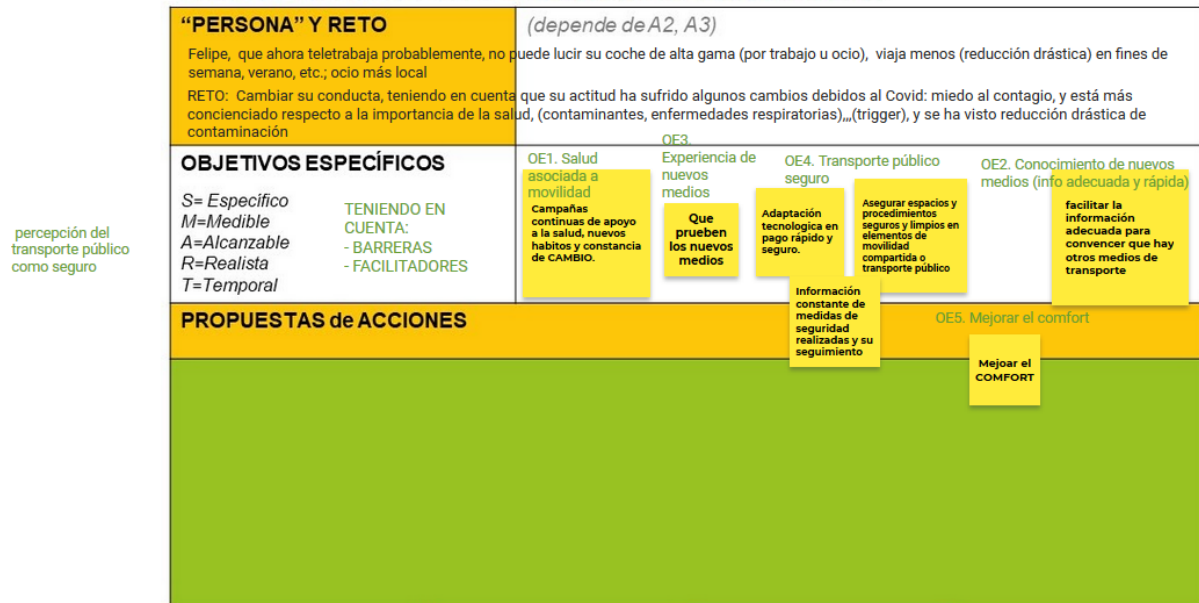 “PERSONA” Y RETO
(depende de A2, A3)
Felipe, que ahora teletrabaja probablemente, no puede lucir su coche de alta gama (por trabajo u ocio), viaja menos (reducción drástica) en fines de
semana, verano, etc.; ocio más local
RETO: Cambiar su conducta, teniendo en cuenta que su actitud ha sufrido algunos cambios debidos al Covid: miedo al contagio, y está más
concienciado respecto a la importancia de la salud, (contaminantes, enfermedades respiratorias),,,(trigger), y se ha visto reducción drástica de
contaminación
OBJETIVOS ESPECÍFICOS
S= Específico
M=Medible
A=Alcanzable
R=Realista
T=Temporal
TENIENDO EN
CUENTA:
- BARRERAS
- FACILITADORES
percepción del
transporte público
como seguro
OE1. Salud
asociada a
movilidad
Campañas
continuas de apoyo
a la salud, nuevos
habitos y constancia
de CAMBIO.
OE3.
Experiencia de
nuevos
medios
Que
prueben
los nuevos
medios
OE4. Transporte público
seguro
Adaptación
tecnologica en
pago rápido y
seguro.
Asegurar espacios y
procedimientos
seguros y limpios en
elementos de
movilidad
compartida o
transporte público
Información
constante de
medidas de
seguridad
realizadas y su
seguimiento
OE2. Conocimiento de nuevos
medios (info adecuada y rápida)
facilitar la
información
adecuada para
convencer que hay
otros medios de
transporte
PROPUESTAS de ACCIONES
OE5. Mejorar el comfort
Mejoar el
COMFORT